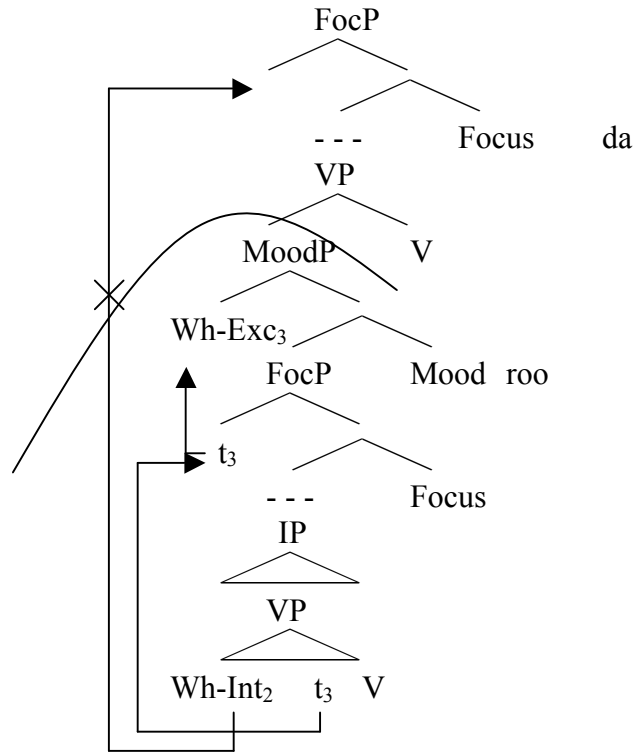 FocP
- - - Focus da
VP
MoodP V
Wh-Exc₃
FocP Mood roo
t₃
- - - Focus
IP
VP
Wh-Int₂ t₃ V